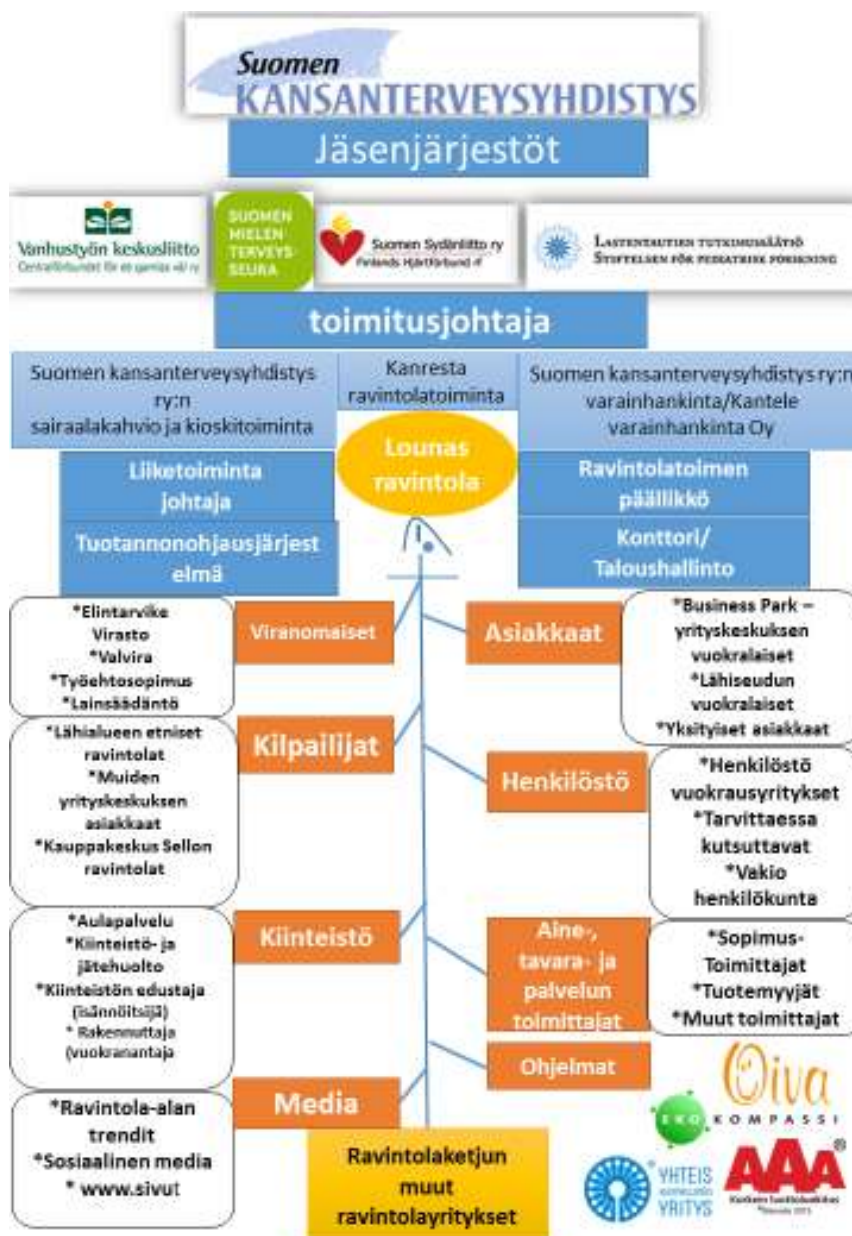 Suomen
KANSANTERVEYSYHDISTYS
Jäsenjärjestöt
Vanhustyön keskusliitto
Centralförbundet för de gamlas väl ry
SUOMEN
MIELEN
TERVEYS-
SEURA
Suomen Sydänliitto ry
Finlands Hjärtförbund rf
LASTENTAUTIEN TUTKIMUSSÄÄTIÖ
STIFTELSEN FÖR PEDIATRISK FORSKNING
toimitusjohtaja
Suomen kansanterveysyhdistys
ry:n
sairaalakahvio ja kioskitoiminta
Kanresta
ravintolatoiminta
Suomen kansanterveysyhdistys ry:n
varainhankinta/Kantele
varainhankinta Oy
Lounas
ravintola
Liiketoiminta
johtaja
Ravintolatoimen
päällikkö
Tuotannonohjausjärjest
elmä
Konttori/
Taloushallinto
*Elintarvike
Virasto
*Valvira
*Työehtosopimus
*Lainsäädäntö
Viranomaiset
Asiakkaat
*Business Park –
yrityskeskuksen
vuokralaiset
*Lähiseudun
vuokralaiset
*Yksityiset asiakkaat
*Lähialueen etniset
ravintolat
*Muiden
yrityskeskuksen
asiakkaat
*Kauppakeskus Sellon
ravintolat
Kilpailijat
Henkilöstö
*Henkilöstö
vuokrausyritykset
*Tarvittaessa
kutsuttavat
*Vakio
henkilökunta
*Aulapalvelu
*Kiinteistö- ja
jätehuolto
*Kiinteistön edustaja
(isännöitsijä)
* Rakennuttaja
(vuokranantaja
Kiinteistö
Aine-,
tavara- ja
palvelun
toimittajat
*Sopimus-
Toimittajat
*Tuotemyyjät
*Muut toimittajat
Ohjelmat
Media
*Ravintola-alan
trendit
*Sosiaalinen media
* www.sivut
Ravintolaketjun
muut
ravintolayritykset
Oiva
EKO
KOMPASSI
YHTEIS
YRITYS
AAA
Korkein luottoluokitus